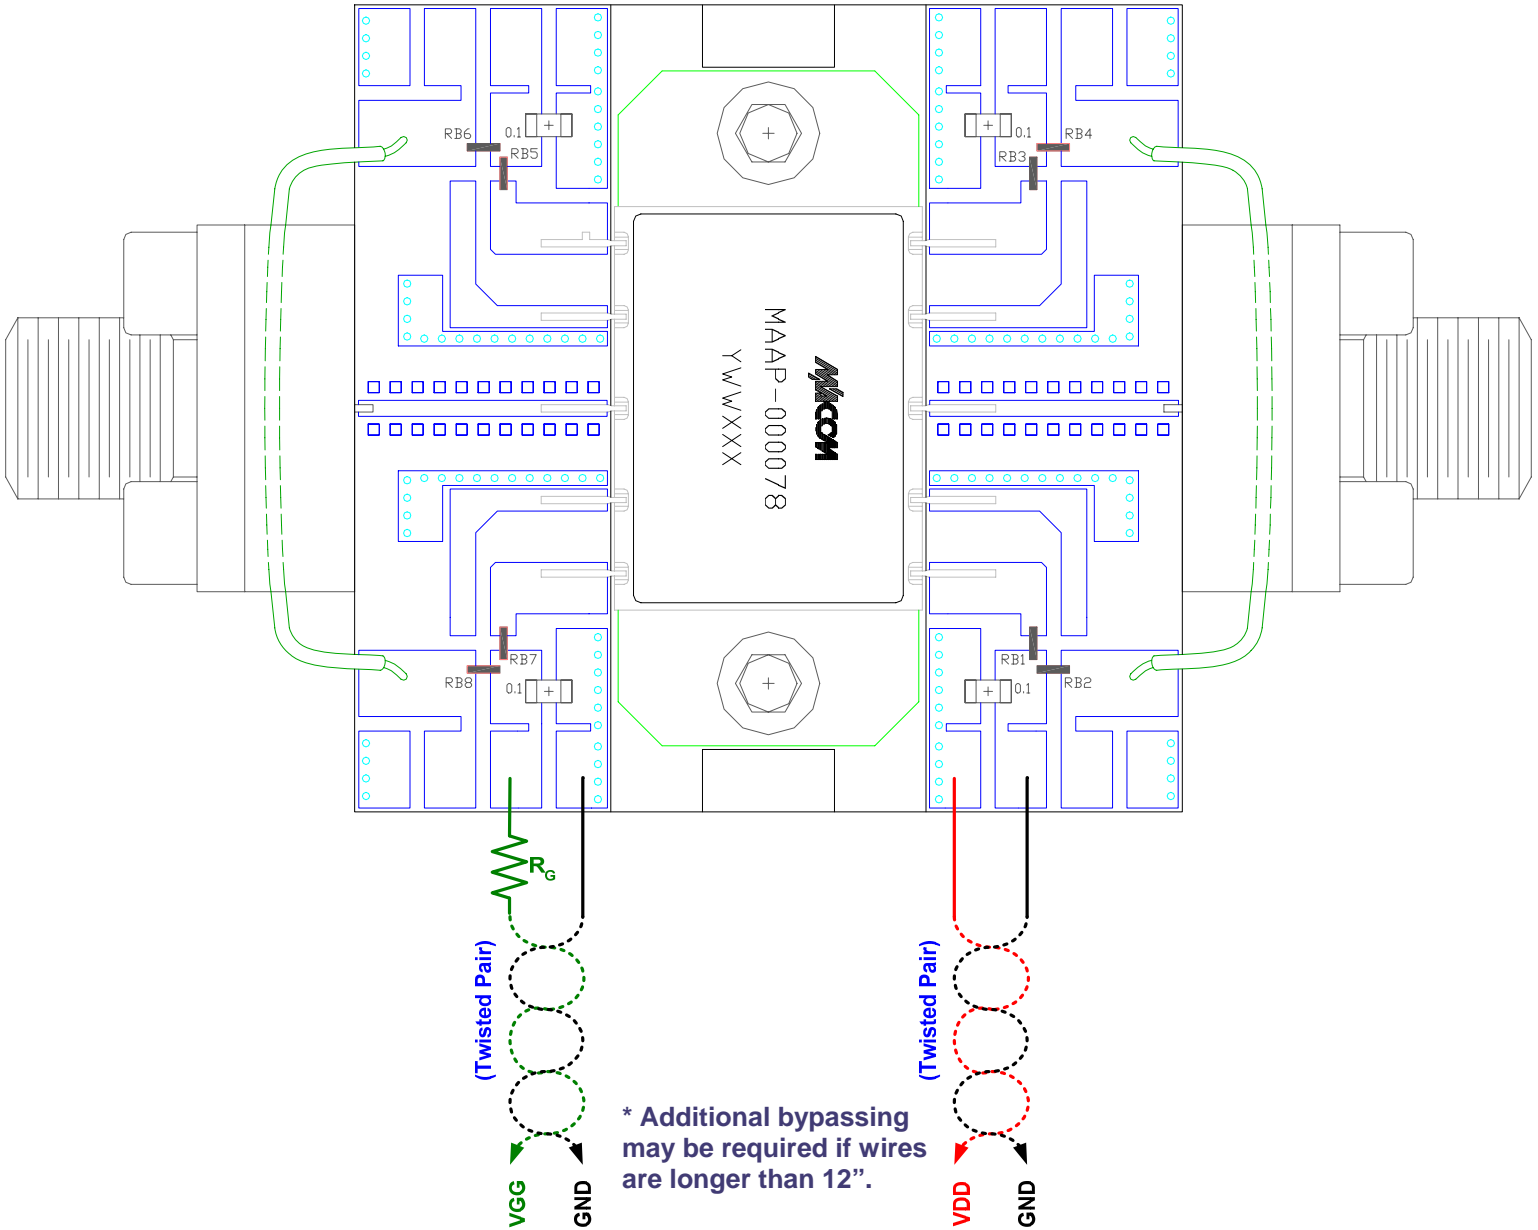 RB6
0.1
RB5
0.1
RB4
RB3
M/ACOM
MAAP-000078
YWWXXX
RB7
RB8
0.1
RB1
0.1
RB2
RG
(Twisted Pair)
(Twisted Pair)
* Additional bypassing
may be required if wires
are longer than 12”.
VGG
GND
VDD
GND